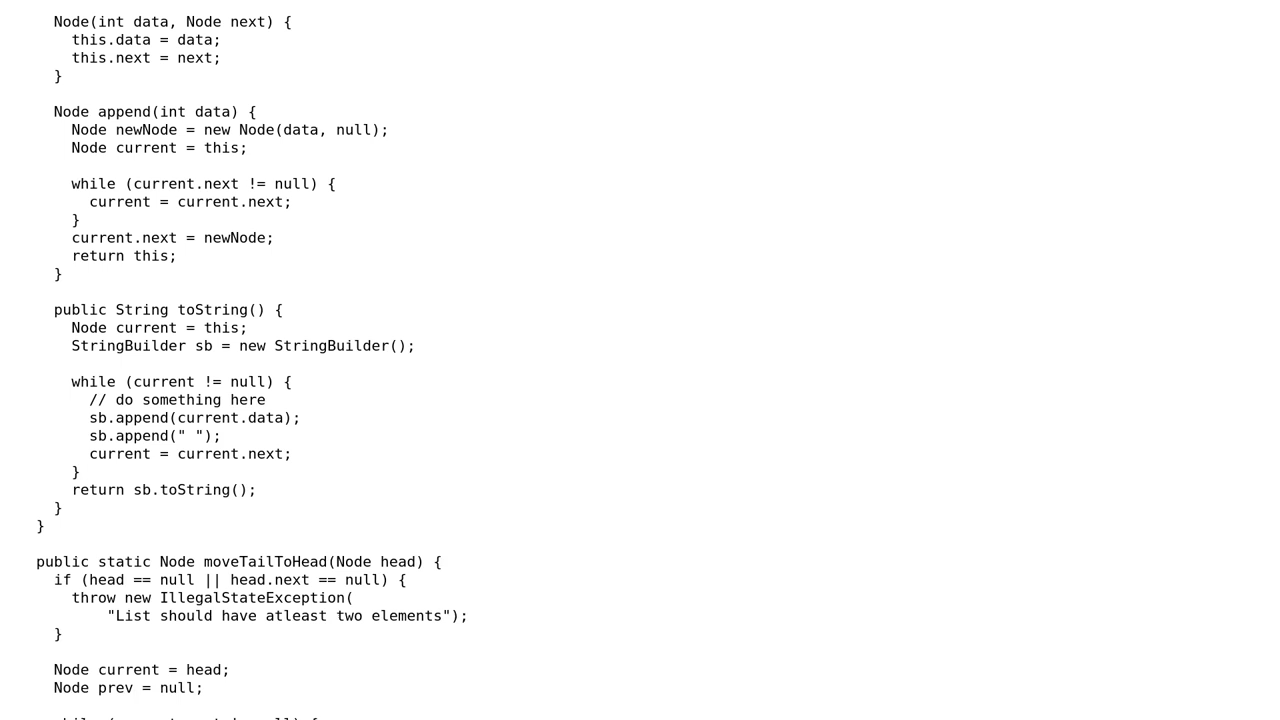 Node(int data, Node next) {
this.data = data;
this.next = next;
}
Node append(int data) {
Node newNode = new Node(data, null);
Node current = this;
while (current.next != null) {
current = current.next;
}
current.next = newNode;
return this;
}
public String toString() {
Node current = this;
StringBuilder sb = new StringBuilder();
while (current != null) {
// do something here
sb.append(current.data);
sb.append(" ");
current = current.next;
}
return sb.toString();
}
}
public static Node moveTailToHead(Node head) {
if (head == null || head.next == null) {
throw new IllegalStateException(
"List should have atleast two elements");
}
Node current = head;
Node prev = null;